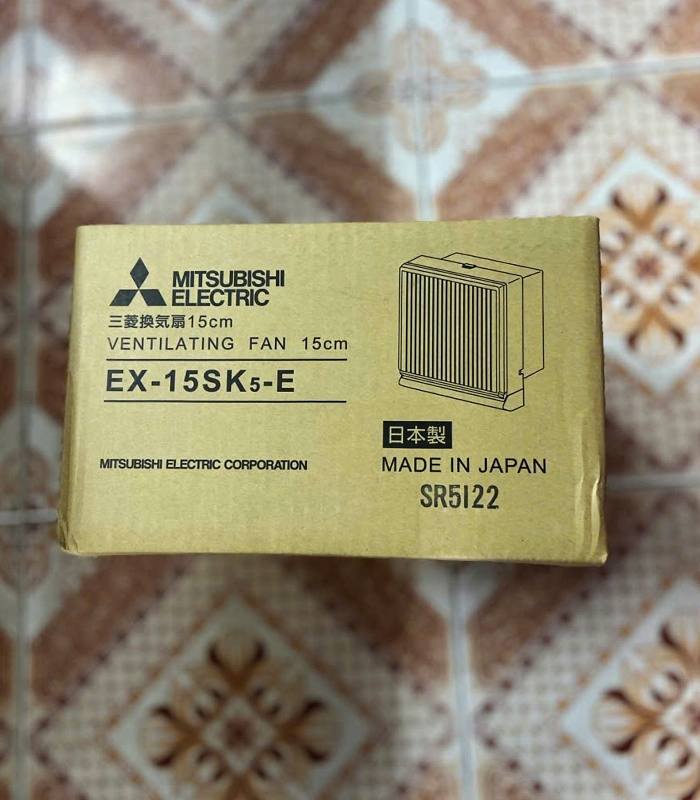 MITSUBISHI
ELECTRIC
三菱換気扇15cm
VENTILATING FAN 15cm
EX-15SK5-E
MITSUBISHI ELECTRIC CORPORATION
日本製
MADE IN JAPAN
SR5122